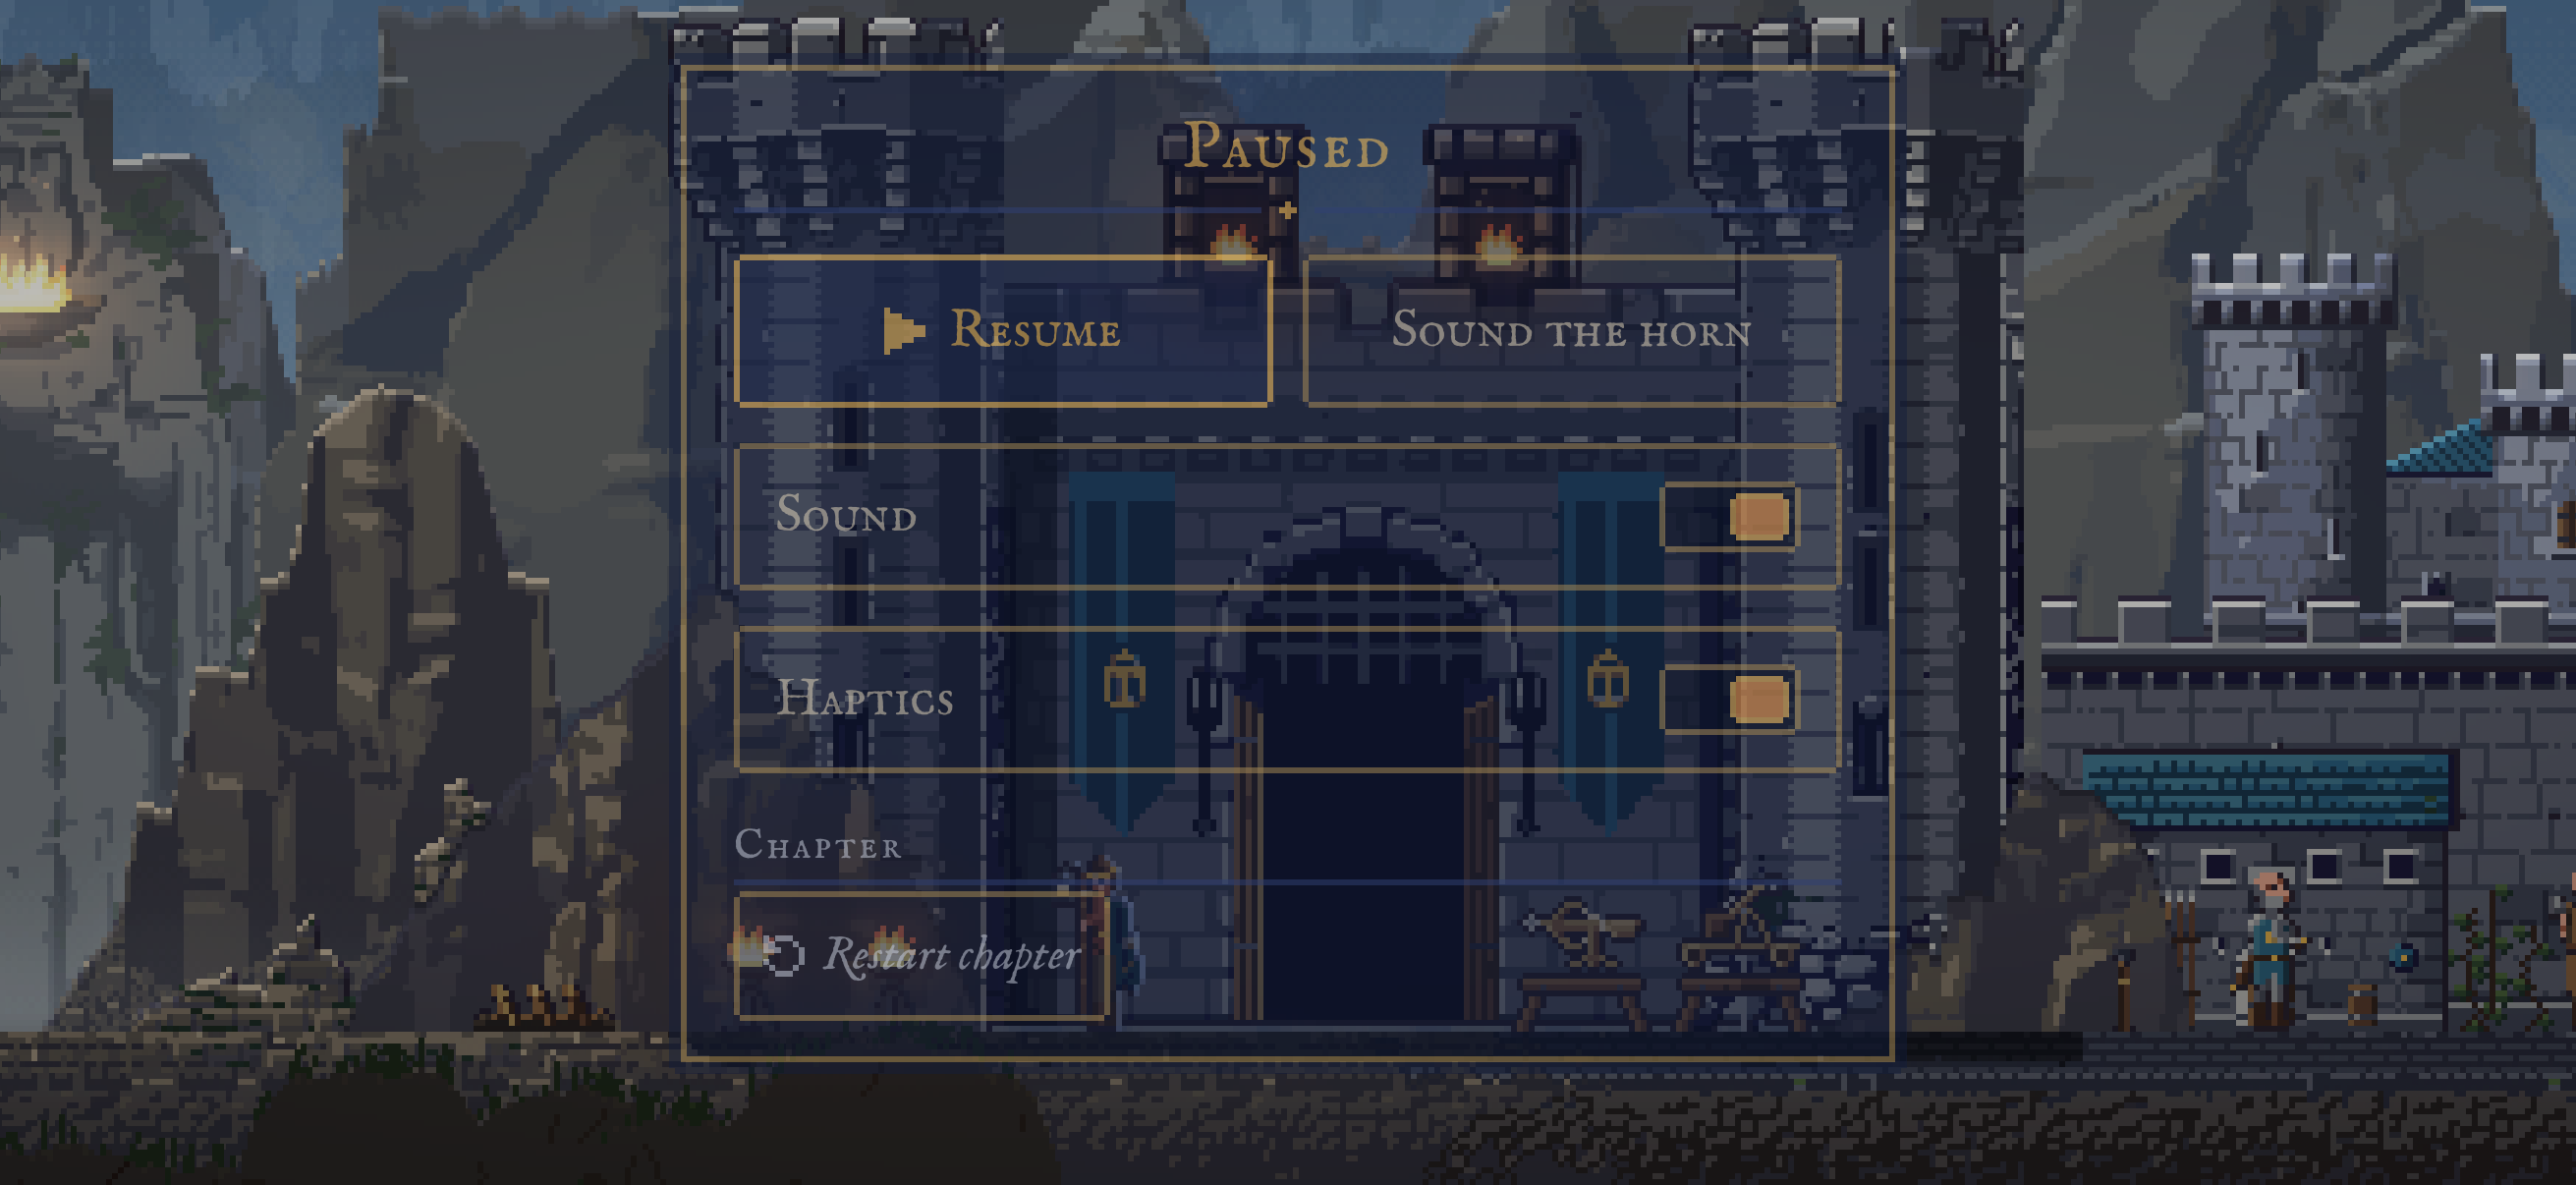 Paused
Resume
Sound the horn
Sound
Haptics
Chapter
Restart chapter